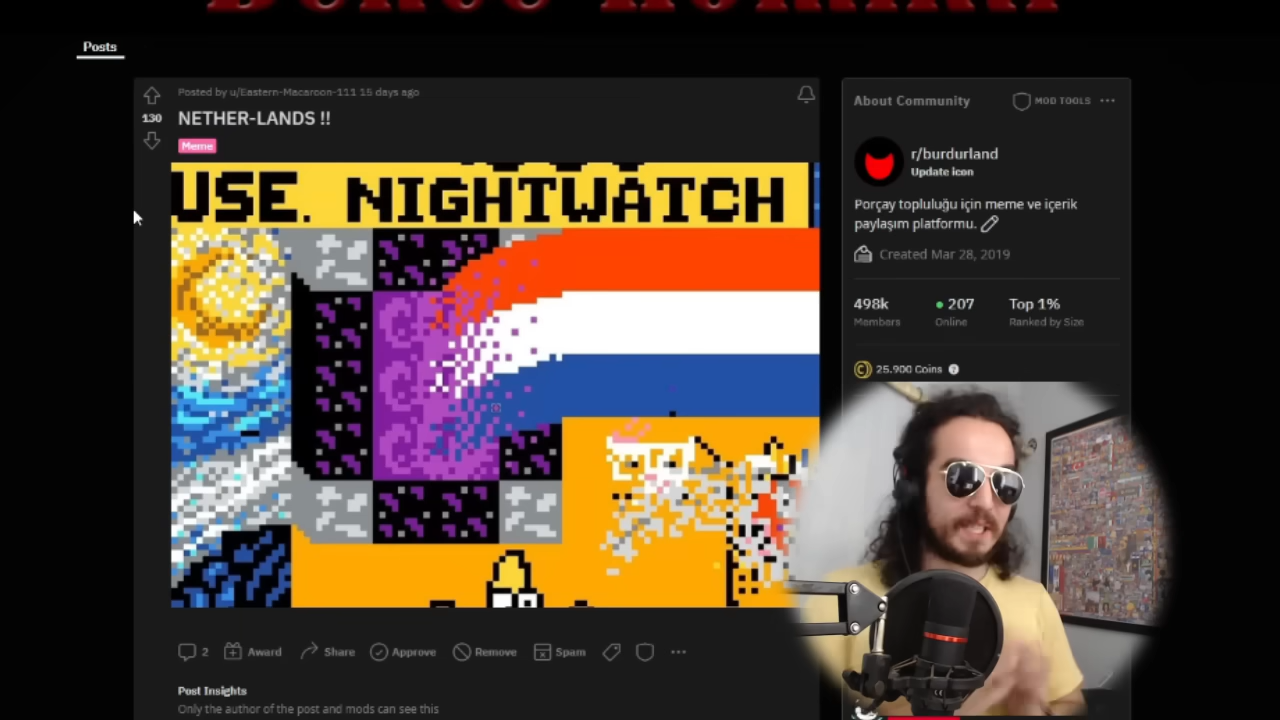 Posts
Posted by u/Eastern-Macaroon-111 15 days ago
130
NETHER-LANDS !!
Meme
USE. NIGHTWATCH
2
Award
Share
Approve
Remove
Spam
Post Insights
Only the author of the post and mods can see this
About Community
MOD TOOLS
r/burdurland
Update icon
Porçay topluluğu için meme ve içerik
paylaşım platformu.
Created Mar 28, 2019
498k
Members
207
Online
Top 1%
Ranked by Size
25.900 Coins